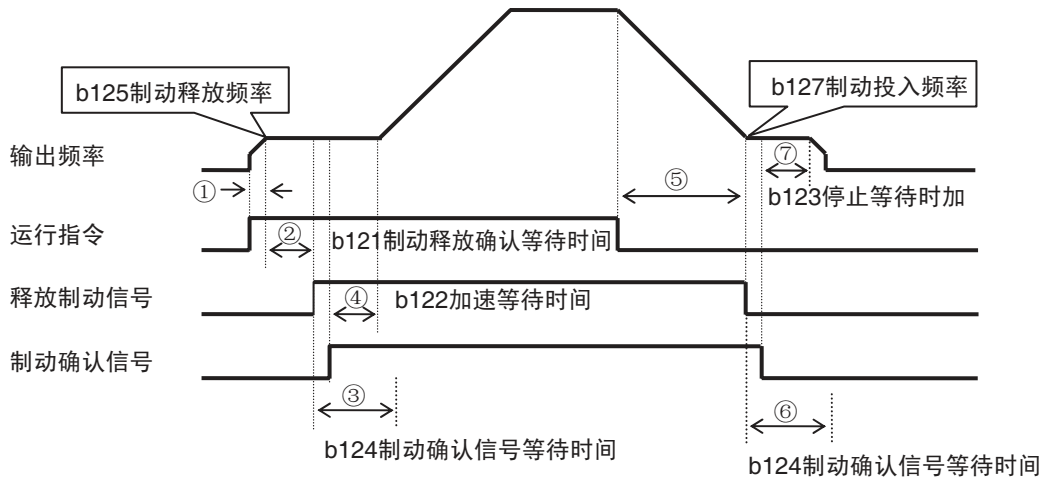 b125制动释放频率
b127制动投入频率
输出频率
⑦
①
⑤
b123停止等待时加
运行指令
②
b121制动释放确认等待时间
释放制动信号
④
b122加速等待时间
制动确认信号
③
⑥
b124制动确认信号等待时间
b124制动确认信号等待时间